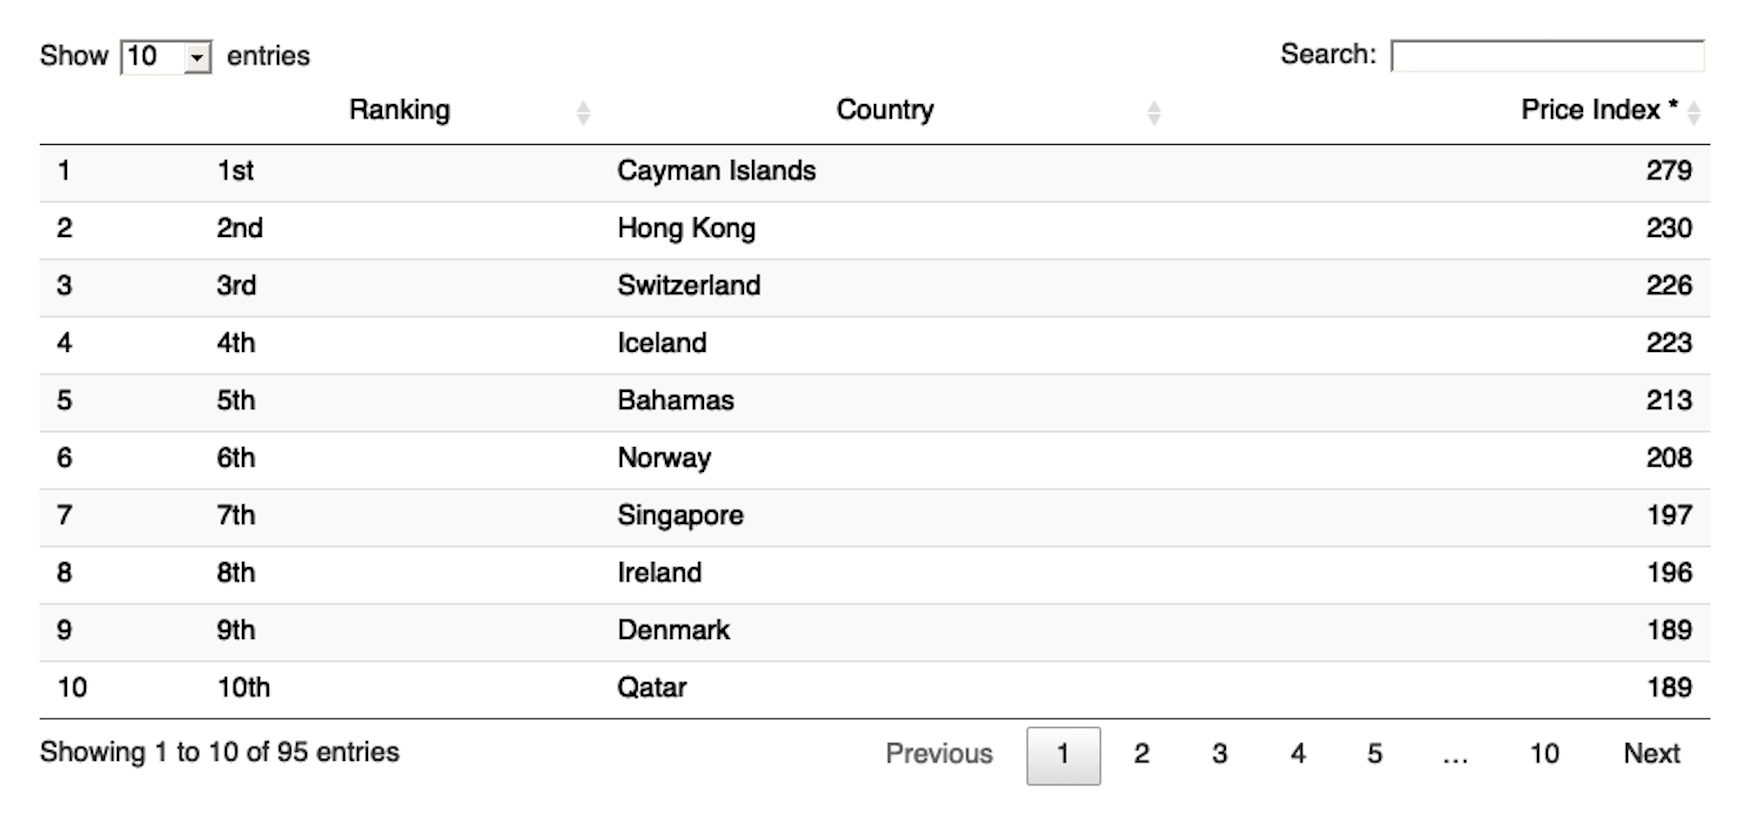 Show 10 entries Search:
Ranking Country Price Index *
1 1st Cayman Islands 279
2 2nd Hong Kong 230
3 3rd Switzerland 226
4 4th Iceland 223
5 5th Bahamas 213
6 6th Norway 208
7 7th Singapore 197
8 8th Ireland 196
9 9th Denmark 189
10 10th Qatar 189
Showing 1 to 10 of 95 entries Previous 1 2 3 4 5 … 10 Next